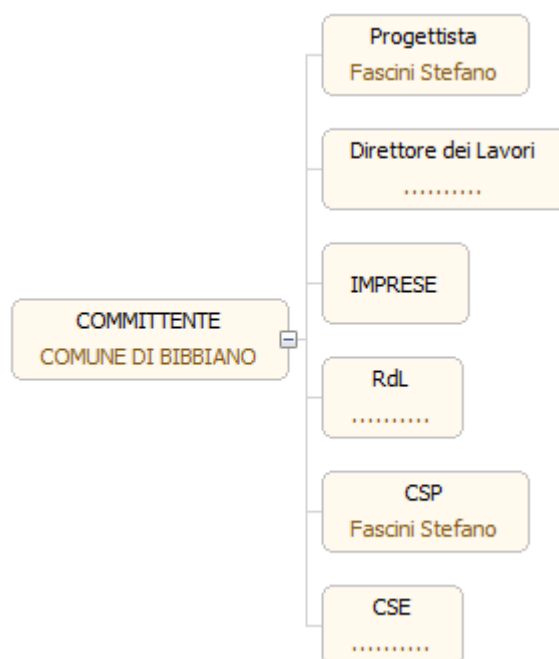 Progettista
Fascini Stefano
Direttore dei Lavori
..........
IMPRESE
COMMITTENTE
COMUNE DI BIBBIANO
RdL
..........
CSP
Fascini Stefano
CSE
..........